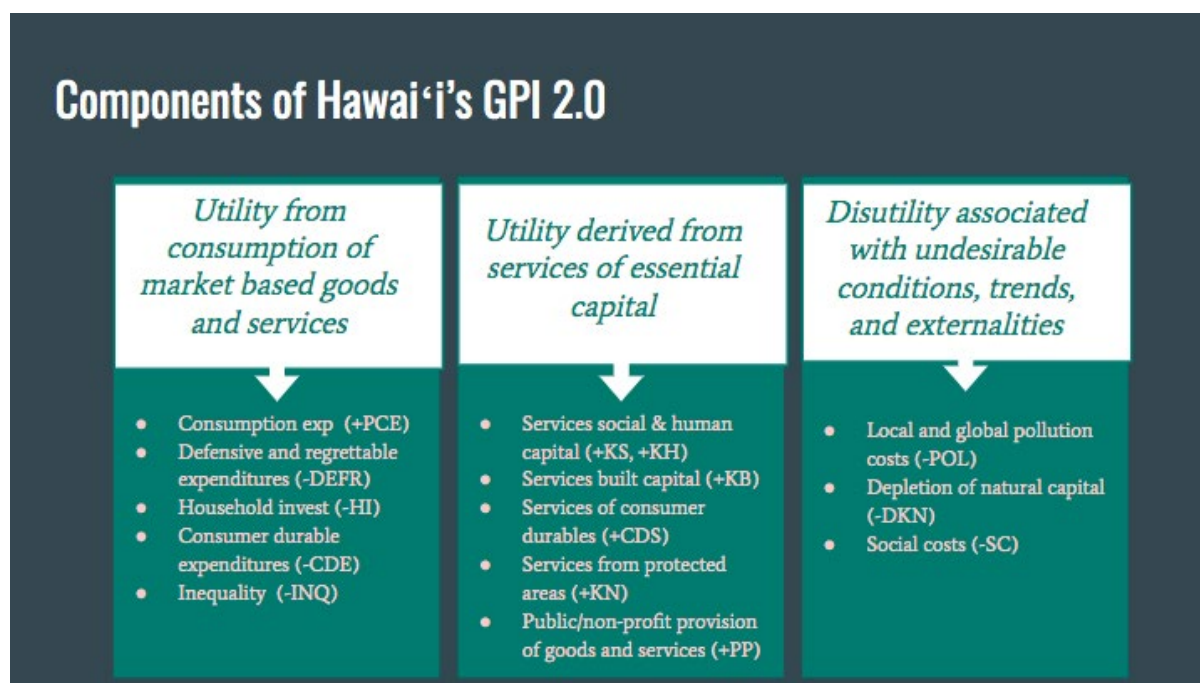 Components of Hawaiʻi’s GPI 2.0
Utility from
consumption of
market based goods
and services
● Consumption exp (+PCE)
● Defensive and regrettable
expenditures (-DEFR)
● Household invest (-HI)
● Consumer durable
expenditures (-CDE)
● Inequality (-INQ)
Utility derived from
services of essential
capital
● Services social & human
capital (+KS, +KH)
● Services built capital (+KB)
● Services of consumer
durables (+CDS)
● Services from protected
areas (+KN)
● Public/non-profit provision
of goods and services (+PP)
Disutility associated
with undesirable
conditions, trends,
and externalities
● Local and global pollution
costs (-POL)
● Depletion of natural capital
(-DKN)
● Social costs (-SC)